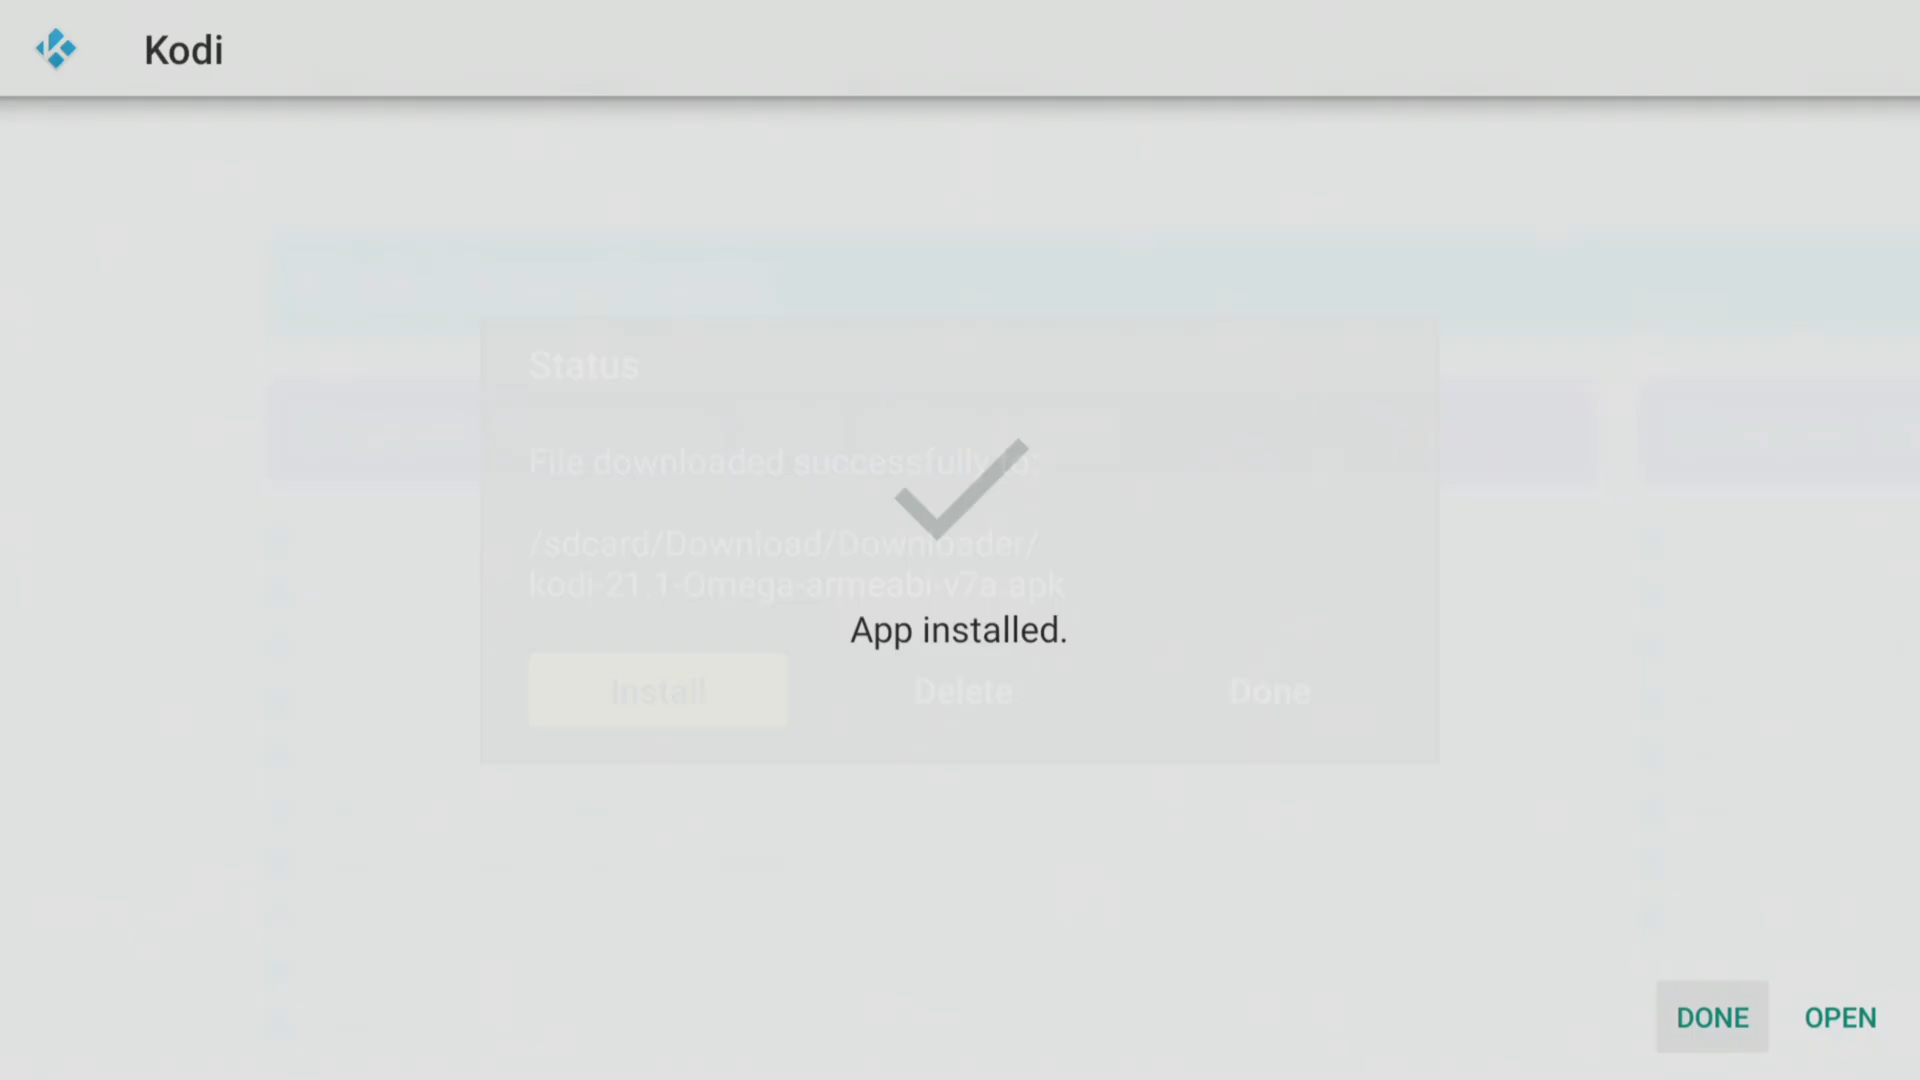 Kodi
Status
File downloaded successfully to:
/sdcard/Download/Downloader/
kodi-21.1-Omega-armeabi-v7a.apk
App installed.
Install
Delete
Done
DONE
OPEN